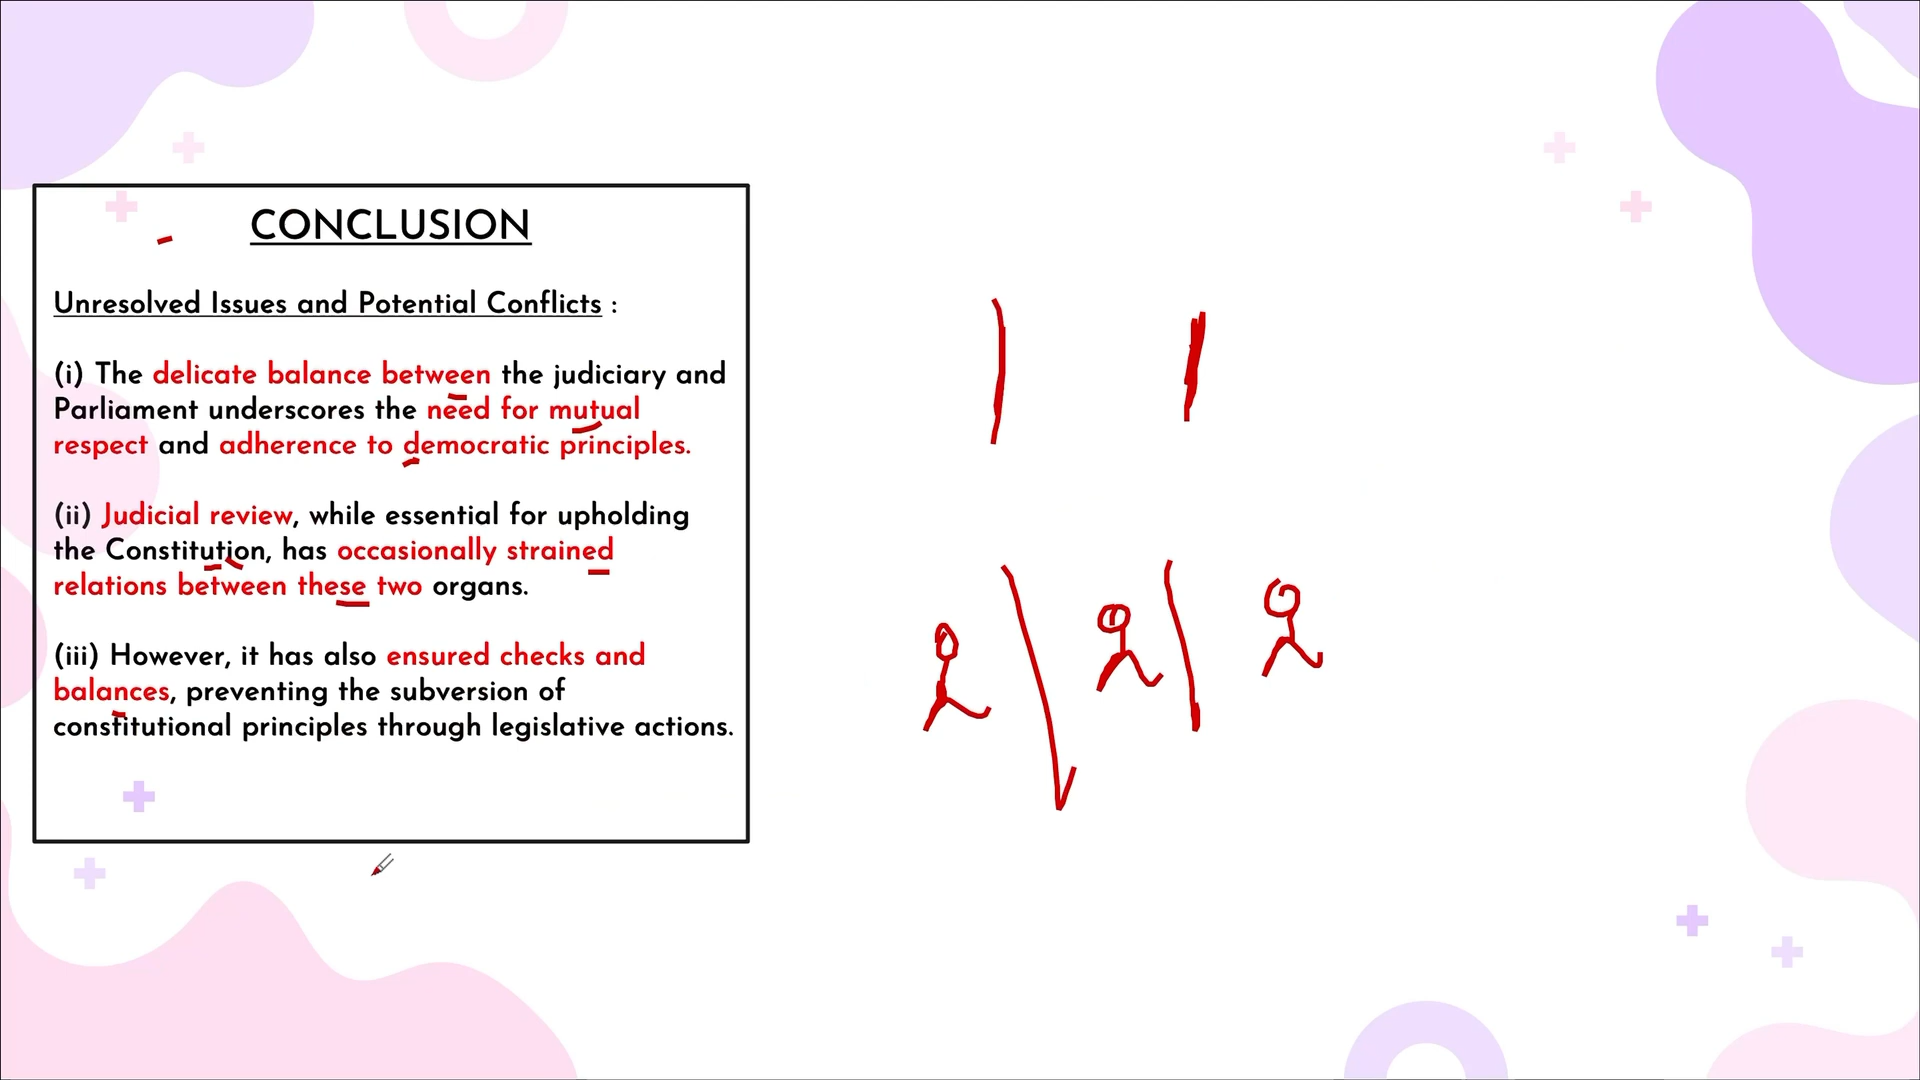 CONCLUSION
Unresolved Issues and Potential Conflicts :
(i) The delicate balance between the judiciary and
Parliament underscores the need for mutual
respect and adherence to democratic principles.
(ii) Judicial review, while essential for upholding
the Constitution, has occasionally strained
relations between these two organs.
(iii) However, it has also ensured checks and
balances, preventing the subversion of
constitutional principles through legislative actions.